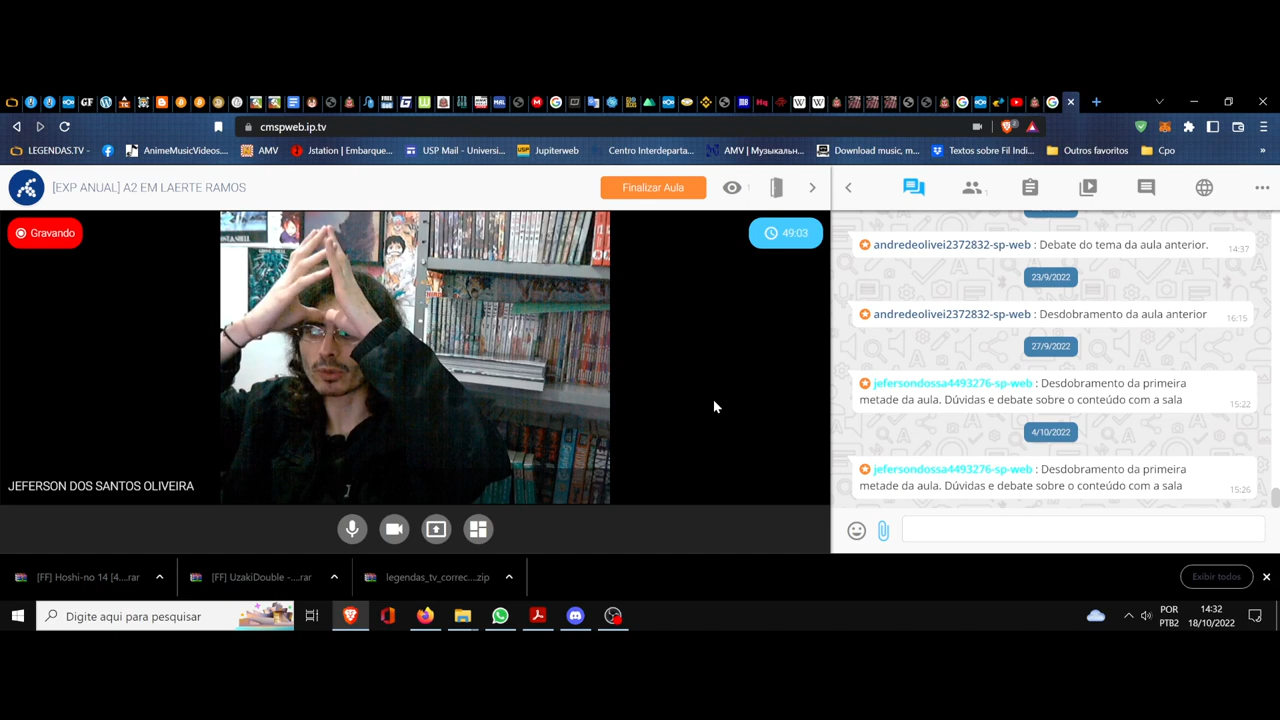 cmspweb.ip.tv
LEGENDAS.TV -
AnimeMusicVideos...
AMV
Jstation | Embarque...
USP Mail - Universi...
Jupiterweb
Centro Interdeparta...
AMV | Музыкальн...
Download music, m...
Textos sobre Fil Indi...
Outros favoritos
Cpo
[EXP ANUAL] A2 EM LAERTE RAMOS
Finalizar Aula
1
1
Gravando
49:03
JEFERSON DOS SANTOS OLIVEIRA
andredeolivei2372832-sp-web : Debate do tema da aula anterior.
14:37
23/9/2022
andredeolivei2372832-sp-web : Desdobramento da aula anterior
16:15
27/9/2022
jefersondossa4493276-sp-web : Desdobramento da primeira
metade da aula. Dúvidas e debate sobre o conteúdo com a sala
15:22
4/10/2022
jefersondossa4493276-sp-web : Desdobramento da primeira
metade da aula. Dúvidas e debate sobre o conteúdo com a sala
15:26
[FF] Hoshi-no 14 [4....rar
[FF] UzakiDouble -....rar
legendas_tv_correc....zip
Exibir todos
Digite aqui para pesquisar
POR
PTB2
14:32
18/10/2022